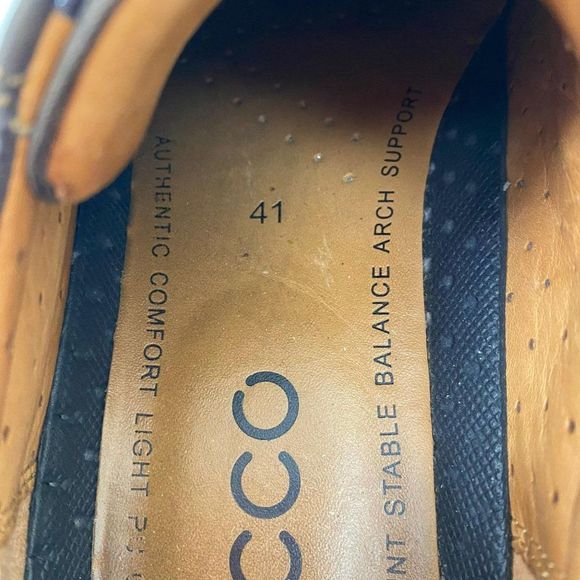 41
AUTHENTIC COMFORT LIGHT
STABLE BALANCE ARCH SUPPORT
CCO